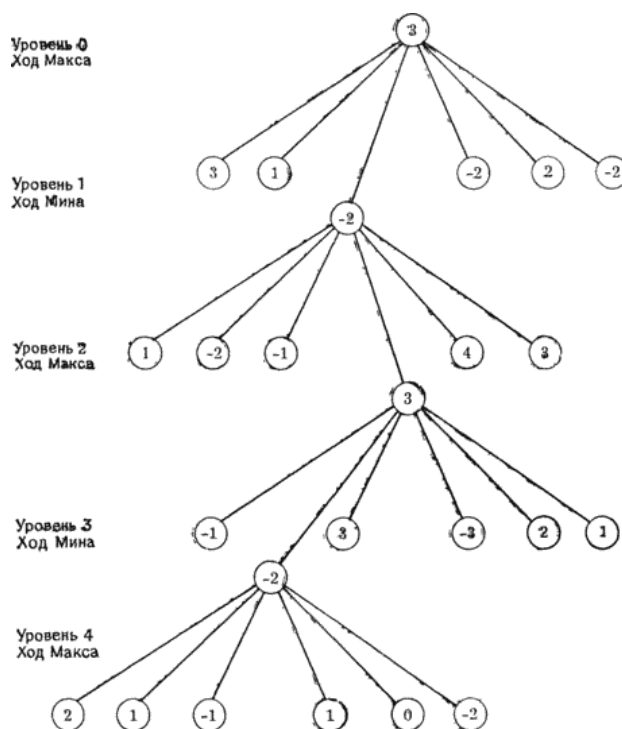 Уровень 0
Ход Макса
3
3 1 -2 2 -2
Уровень 1
Ход Мина
-2
Уровень 2
Ход Макса
1 -2 -1 4 3
3
Уровень 3
Ход Мина
-1 3 -3 2 1
-2
Уровень 4
Ход Макса
2 1 -1 1 0 -2